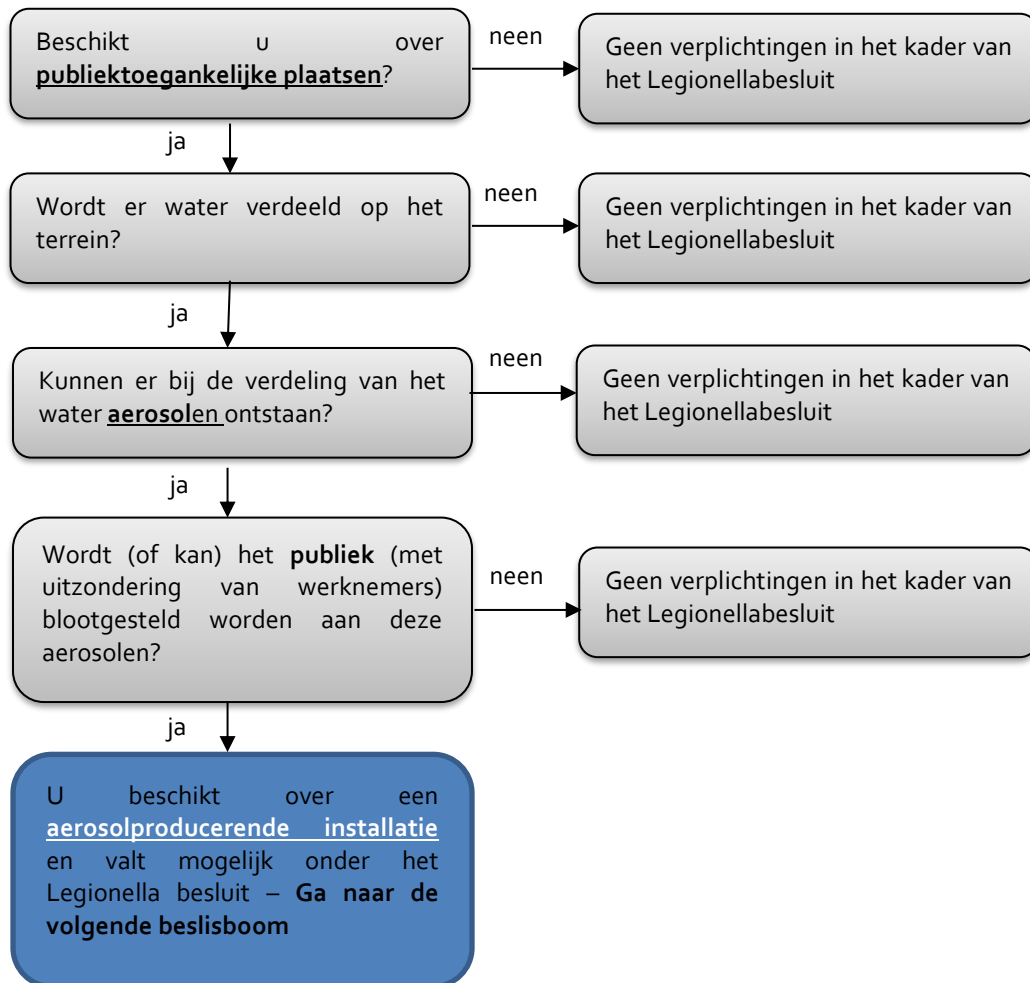 Beschikt u over
publiektoegankelijke plaatsen?
neen
Geen verplichtingen in het kader van
het Legionellabesluit
ja
Wordt er water verdeeld op het
terrein?
neen
Geen verplichtingen in het kader van
het Legionellabesluit
ja
Kunnen er bij de verdeling van het
water aerosolen ontstaan?
neen
Geen verplichtingen in het kader van
het Legionellabesluit
ja
Wordt (of kan) het publiek (met
uitzondering van werknemers)
blootgesteld worden aan deze
aerosolen?
neen
Geen verplichtingen in het kader van
het Legionellabesluit
ja
U beschikt over een
aerosolproducerende installatie
en valt mogelijk onder het
Legionella besluit – Ga naar de
volgende beslisboom